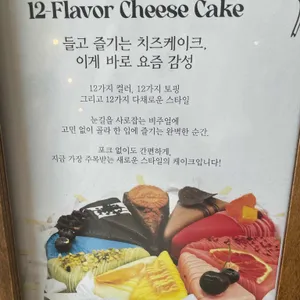 12-Flavor Cheese Cake
들고 즐기는 치즈케이크.
이게 바로 요즘 감성
12가지 컬러, 12가지 토핑
그리고 12가지 다채로운 스타일
눈길을 사로잡는 비주얼에
고민 없이 골라 한 입에 즐기는 완벽한 순간.
포크 없이도 간편하게,
지금 가장 주목받는 새로운 스타일의 케이크입니다!